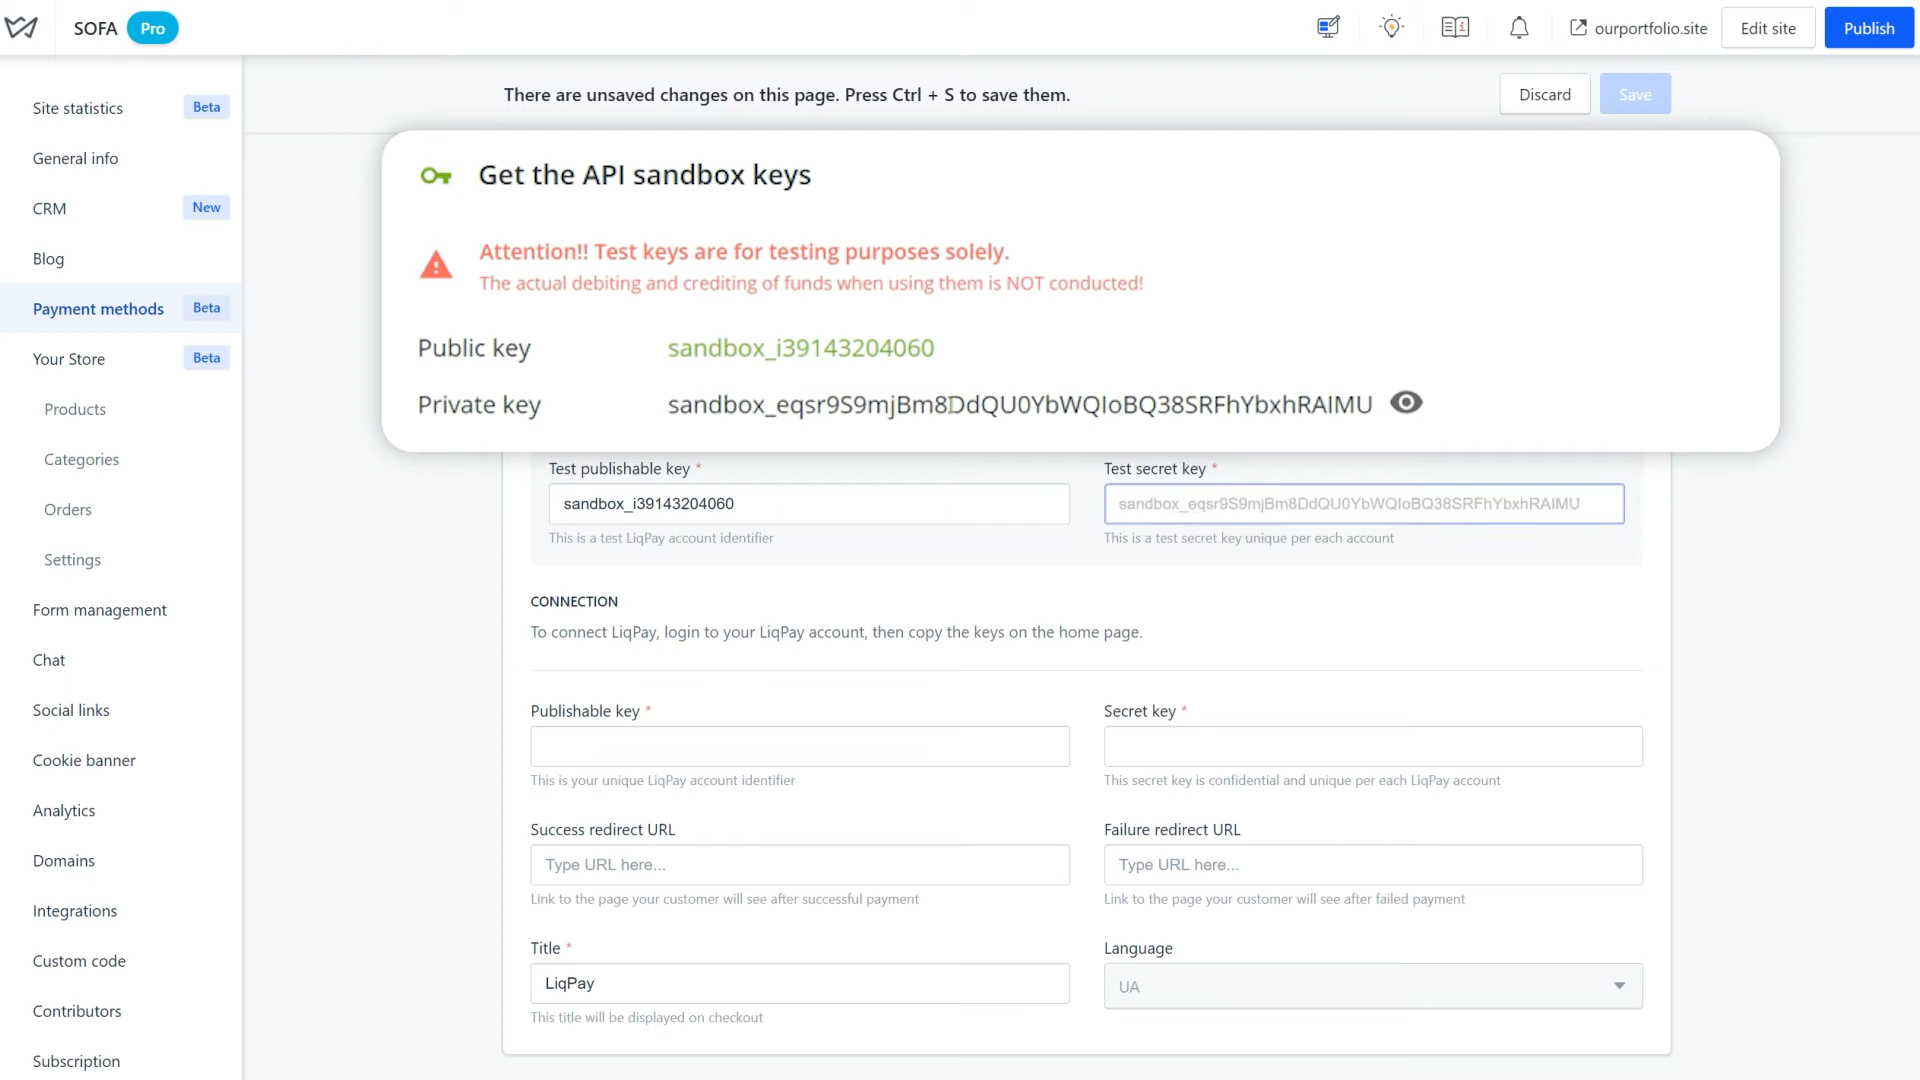 SOFA Pro
ourportfolio.site Edit site Publish
Site statistics Beta
General info
CRM New
Blog
Payment methods Beta
Your Store Beta
Products
Categories
Orders
Settings
Form management
Chat
Social links
Cookie banner
Analytics
Domains
Integrations
Custom code
Contributors
Subscription
There are unsaved changes on this page. Press Ctrl + S to save them.
Discard Save
Get the API sandbox keys
Attention!! Test keys are for testing purposes solely.
The actual debiting and crediting of funds when using them is NOT conducted!
Public key sandbox_i39143204060
Private key sandbox_eqsr9S9mjBm8DdQU0YbWQIoBQ38SRFhYbxhRAIMU
Test publishable key * Test secret key *
sandbox_i39143204060 sandbox_eqsr9S9mjBm8DdQU0YbWQIoBQ38SRFhYbxhRAIMU
This is a test LiqPay account identifier This is a test secret key unique per each account
CONNECTION
To connect LiqPay, login to your LiqPay account, then copy the keys on the home page.
Publishable key * Secret key *
This is your unique LiqPay account identifier This secret key is confidential and unique per each LiqPay account
Success redirect URL Failure redirect URL
Type URL here... Type URL here...
Link to the page your customer will see after successful payment Link to the page your customer will see after failed payment
Title * Language
LiqPay UA
This title will be displayed on checkout